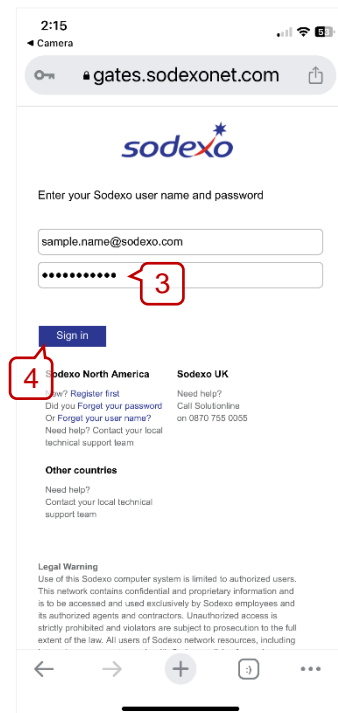 2:15
53
◄ Camera
gates.sodexonet.com
sodexo
Enter your Sodexo user name and password
sample.name@sodexo.com
3
Sign in
4
Sodexo North America
New? Register first
Did you Forget your password
Or Forget your user name?
Need help? Contact your local
technical support team
Sodexo UK
Need help?
Call Solutionline
on 0870 755 0055
Other countries
Need help?
Contact your local technical
support team
Legal Warning
Use of this Sodexo computer system is limited to authorized users.
This network contains confidential and proprietary information and
is to be accessed and used exclusively by Sodexo employees and
its authorized agents and contractors. Unauthorized access is
strictly prohibited and violators are subject to prosecution to the full
extent of the law. All users of Sodexo network resources, including
:)